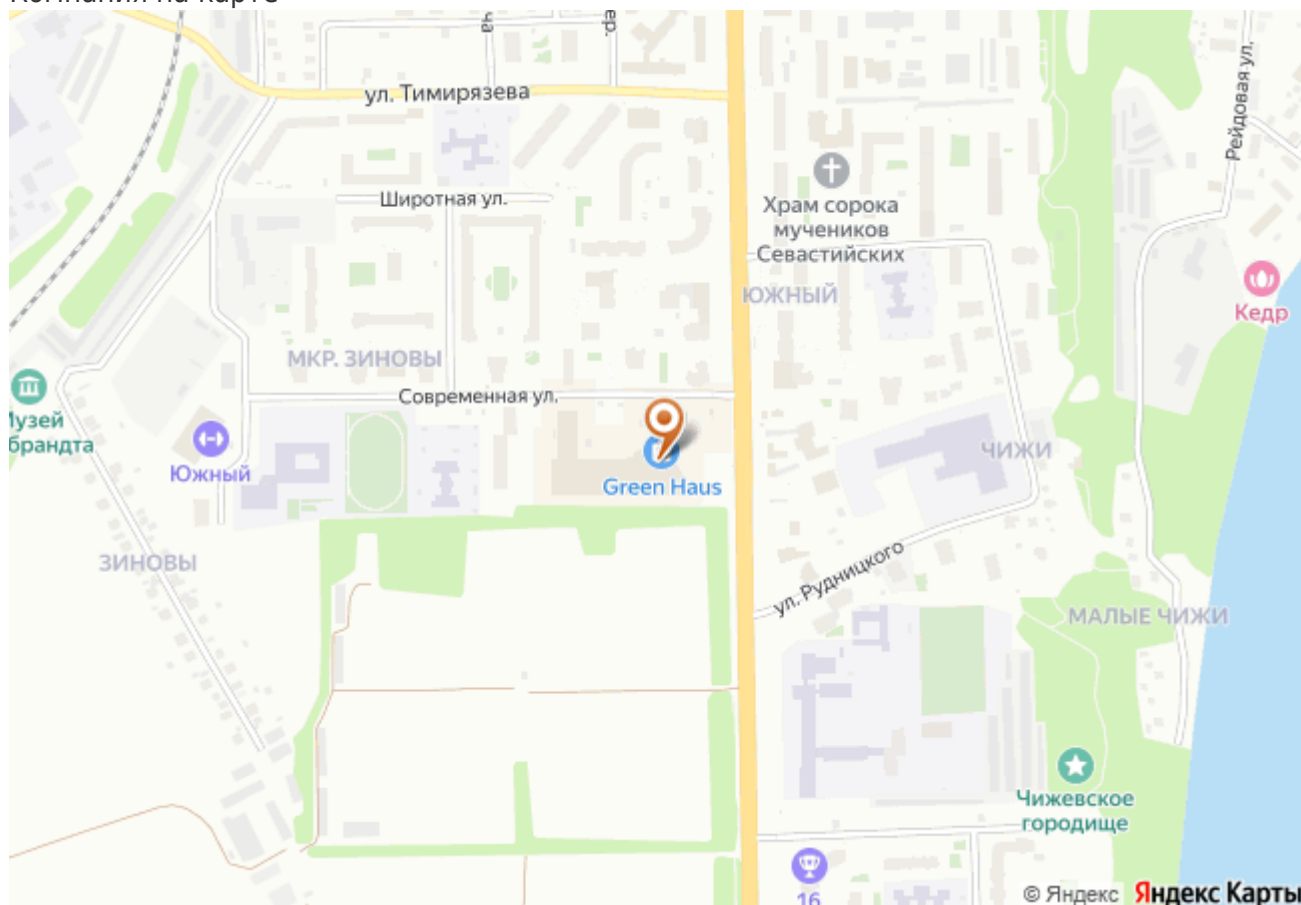 ул. Тимирязева
Рейдовая ул.
Широтная ул.
Храм сорока
мучеников
Севастийских
ЮЖНЫЙ
Кедр
МКР. ЗИНОВЫ
Современная ул.
брандта
Южный
ЧИЖИ
Green Haus
ЗИНОВЫ
ул. Рудницкого
МАЛЫЕ ЧИЖИ
Чижевское
городище
16
© Яндекс Яндекс Карты